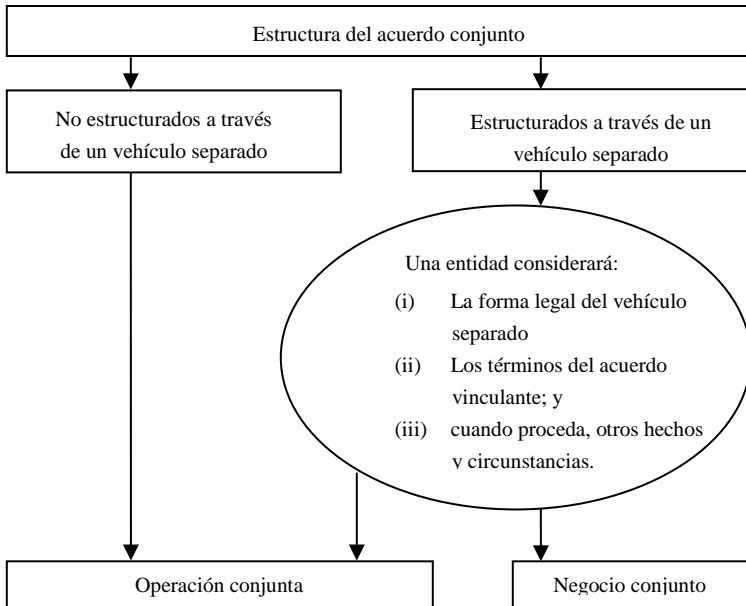 Estructura del acuerdo conjunto
No estructurados a través
de un vehículo separado
Estructurados a través de un
vehículo separado
Una entidad considerará:
(i) La forma legal del vehículo
separado
(ii) Los términos del acuerdo
vinculante; y
(iii) cuando proceda, otros hechos
y circunstancias.
Operación conjunta
Negocio conjunto